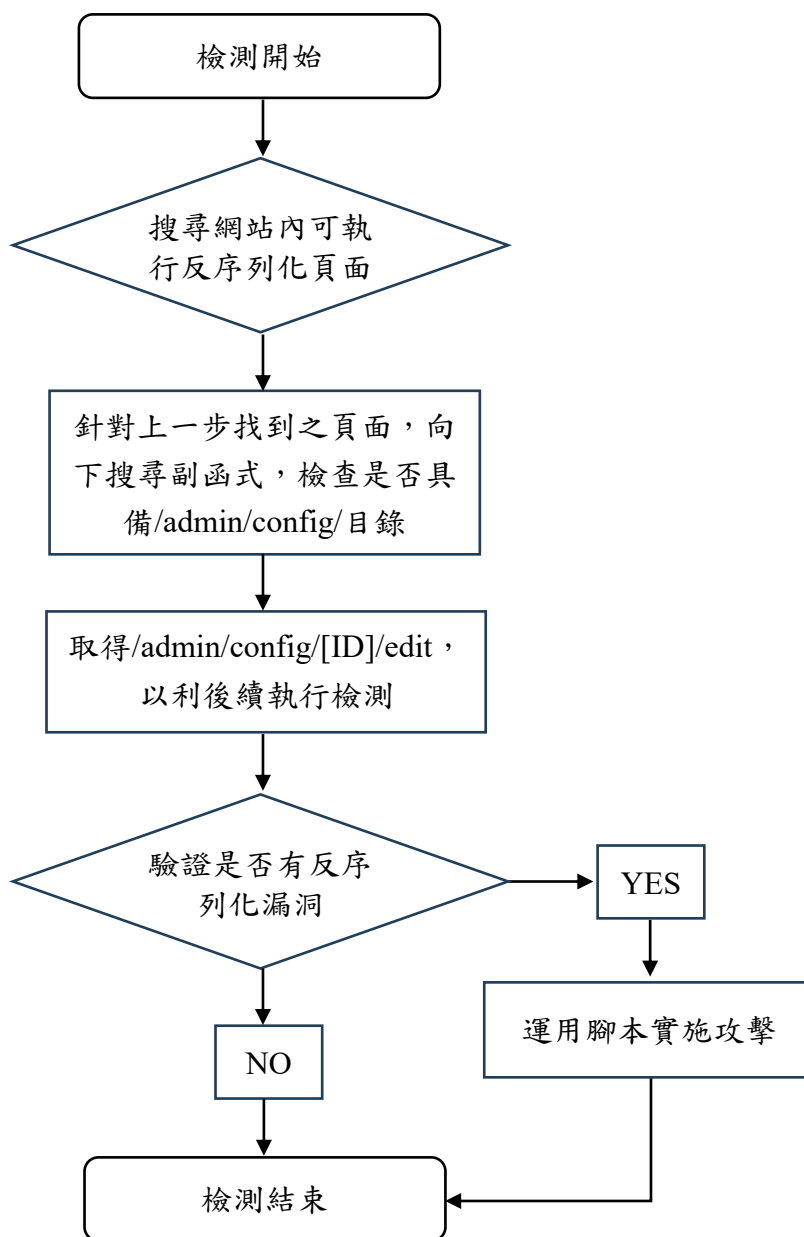 檢測開始
搜尋網站內可執
行反序列化頁面
針對上一步找到之頁面，向
下搜尋副函式，檢查是否具
備/admin/config/目錄
取得/admin/config/[ID]/edit，
以利後續執行檢測
驗證是否有反序
列化漏洞
YES
運用腳本實施攻擊
NO
檢測結束